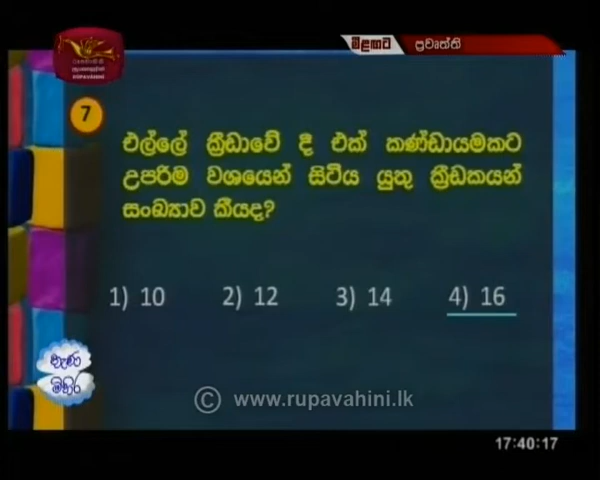 මීළඟට ප්‍රවෘත්ති
RUPAVAHINI
7
එල්ලේ ක්‍රීඩාවේ දී එක් කණ්ඩායමකට
උපරිම වශයෙන් සිටිය යුතු ක්‍රීඩකයන්
සංඛ්‍යාව කීයද?
1) 10 2) 12 3) 14 4) 16
නැණ
මිහිර
© www.rupavahini.lk
17:40:17